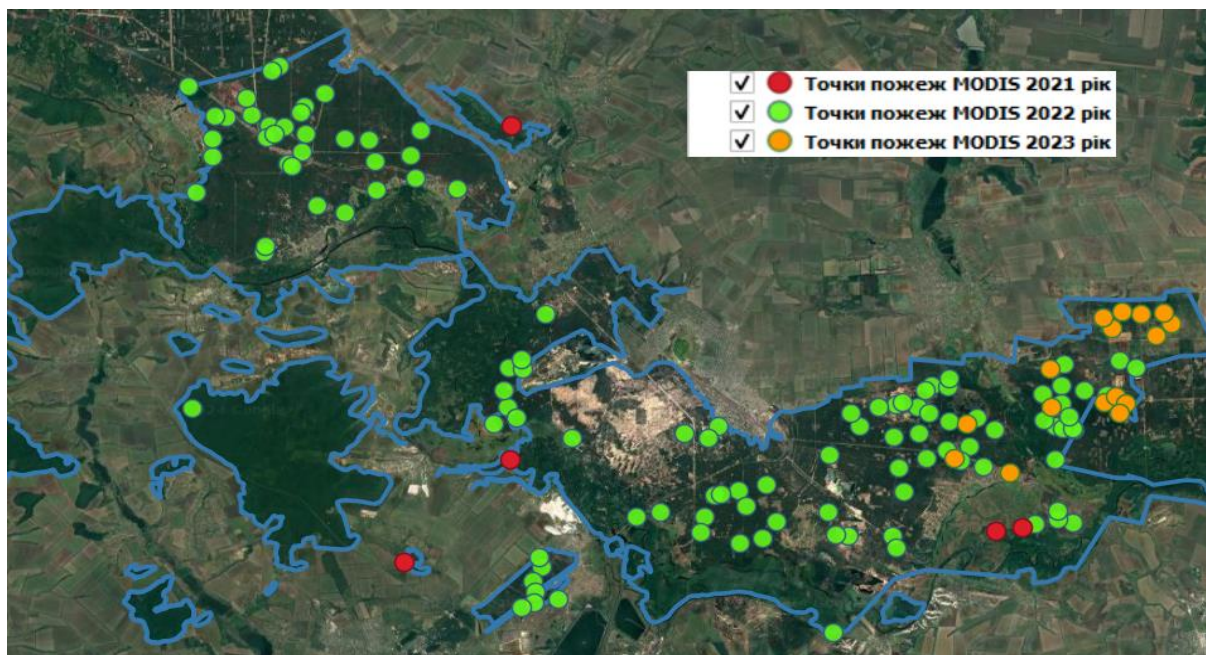 Точки пожеж MODIS 2021 рік
Точки пожеж MODIS 2022 рік
Точки пожеж MODIS 2023 рік